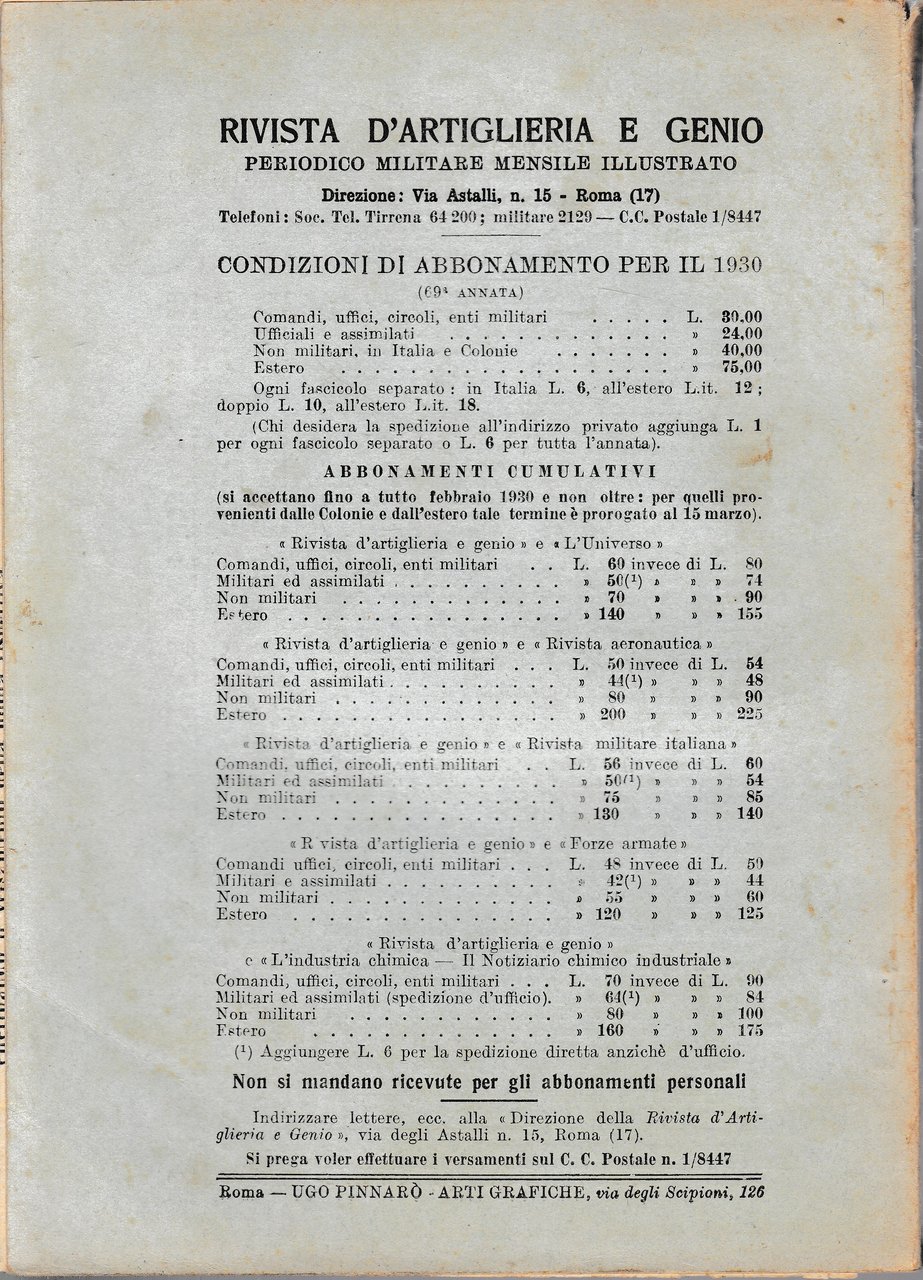 RIVISTA D'ARTIGLIERIA E GENIO
PERIODICO MILITARE MENSILE ILLUSTRATO
Direzione: Via Astalli, n. 15 - Roma (17)
Telefoni: Soc. Tel. Tirrena 64 200; militare 2129 — C.C. Postale 1/8447
CONDIZIONI DI ABBONAMENTO PER IL 1930
(69ª ANNATA)
Comandi, uffici, circoli, enti militari . . . . . L. 30,00
Ufficiali e assimilati . . . . . . . . . . . . . » 24,00
Non militari, in Italia e Colonie . . . . . . . » 40,00
Estero . . . . . . . . . . . . . . . . . . » 75,00
Ogni fascicolo separato: in Italia L. 6, all'estero L.it. 12;
doppio L. 10, all'estero L.it. 18.
(Chi desidera la spedizione all'indirizzo privato aggiunga L. 1
per ogni fascicolo separato o L. 6 per tutta l'annata).
ABBONAMENTI CUMULATIVI
(si accettano fino a tutto febbraio 1930 e non oltre: per quelli pro-
venienti dalle Colonie e dall'estero tale termine è prorogato al 15 marzo).
« Rivista d'artiglieria e genio » e « L'Universo »
Comandi, uffici, circoli, enti militari . . L. 60 invece di L. 80
Militari ed assimilati . . . . . . . . . . » 56(¹) » » » 74
Non militari . . . . . . . . . . . . . » 70 » » » 90
Estero . . . . . . . . . . . . . . . . » 140 » » » 155
« Rivista d'artiglieria e genio » e « Rivista aeronautica »
Comandi, uffici, circoli, enti militari . . . L. 50 invece di L. 54
Militari ed assimilati . . . . . . . . . . » 44(¹) » » » 48
Non militari . . . . . . . . . . . . . » 80 » » » 90
Estero . . . . . . . . . . . . . . . . » 200 » » » 225
« Rivista d'artiglieria e genio » e « Rivista militare italiana »
Comandi, uffici, circoli, enti militari . . . L. 56 invece di L. 60
Militari ed assimilati . . . . . . . . . . » 50(¹) » » » 54
Non militari . . . . . . . . . . . . . » 75 » » » 85
Estero . . . . . . . . . . . . . . . . » 130 » » » 140
« R vista d'artiglieria e genio » e « Forze armate »
Comandi uffici, circoli, enti militari . . . L. 48 invece di L. 50
Militari e assimilati . . . . . . . . . . » 42(¹) » » » 44
Non militari . . . . . . . . . . . . . » 55 » » » 60
Estero . . . . . . . . . . . . . . . » 120 » » » 125
« Rivista d'artiglieria e genio »
e « L'industria chimica — Il Notiziario chimico industriale »
Comandi, uffici, circoli, enti militari . . . L. 70 invece di L. 90
Militari ed assimilati (spedizione d'ufficio). » 64(¹) » » » 84
Non militari . . . . . . . . . . . . » 80 » » » 100
Estero . . . . . . . . . . . . . . » 160 » » » 175
(¹) Aggiungere L. 6 per la spedizione diretta anzichè d'ufficio.
Non si mandano ricevute per gli abbonamenti personali
Indirizzare lettere, ecc. alla « Direzione della Rivista d'Arti-
glieria e Genio », via degli Astalli n. 15, Roma (17).
Si prega voler effettuare i versamenti sul C. C. Postale n. 1/8447
Roma — UGO PINNARÒ - ARTI GRAFICHE, via degli Scipioni, 126